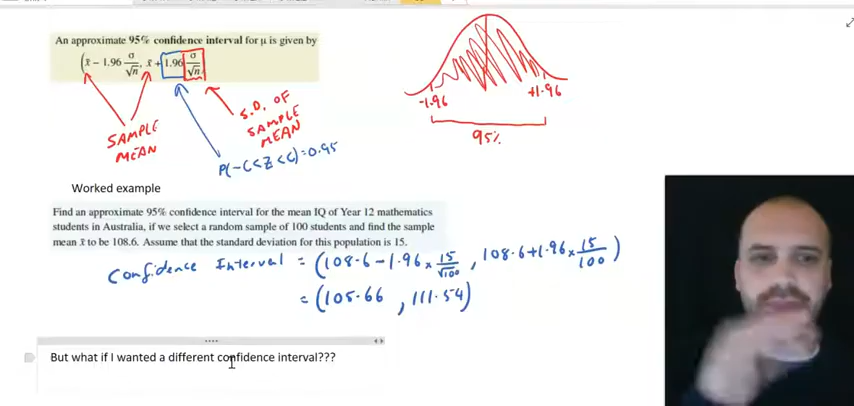 An approximate 95% confidence interval for μ is given by
(x̄ − 1.96 σ/√n, x̄ + 1.96 σ/√n)
SAMPLE
MEAN
S.D. OF
SAMPLE
MEAN
P(-C<Z<C)=0.95
-1.96
+1.96
95%
Worked example
Find an approximate 95% confidence interval for the mean IQ of Year 12 mathematics
students in Australia, if we select a random sample of 100 students and find the sample
mean x̄ to be 108.6. Assume that the standard deviation for this population is 15.
Confidence Interval = (108.6-1.96×15/√100, 108.6+1.96×15/100)
= (105.66, 111.54)
But what if I wanted a different confidence interval???